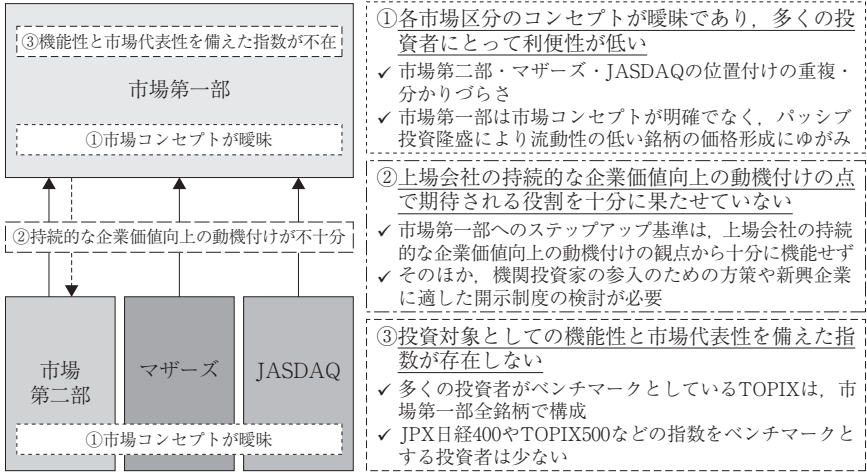 ③機能性と市場代表性を備えた指数が不在
市場第一部
①市場コンセプトが曖昧
②持続的な企業価値向上の動機付けが不十分
市場
第二部
マザーズ
JASDAQ
①市場コンセプトが曖昧
①各市場区分のコンセプトが曖昧であり，多くの投
資者にとって利便性が低い
✓ 市場第二部・マザーズ・JASDAQの位置付けの重複・
分かりづらさ
✓ 市場第一部は市場コンセプトが明確でなく，パッシブ
投資隆盛により流動性の低い銘柄の価格形成にゆがみ
②上場会社の持続的な企業価値向上の動機付けの点
で期待される役割を十分に果たせていない
✓ 市場第一部へのステップアップ基準は，上場会社の持続
的な企業価値向上の動機付けの観点から十分に機能せず
✓ そのほか，機関投資家の参入のための方策や新興企業
に適した開示制度の検討が必要
③投資対象としての機能性と市場代表性を備えた指
数が存在しない
✓ 多くの投資者がベンチマークとしているTOPIXは，市
場第一部全銘柄で構成
✓ JPX日経400やTOPIX500などの指数をベンチマークと
する投資者は少ない